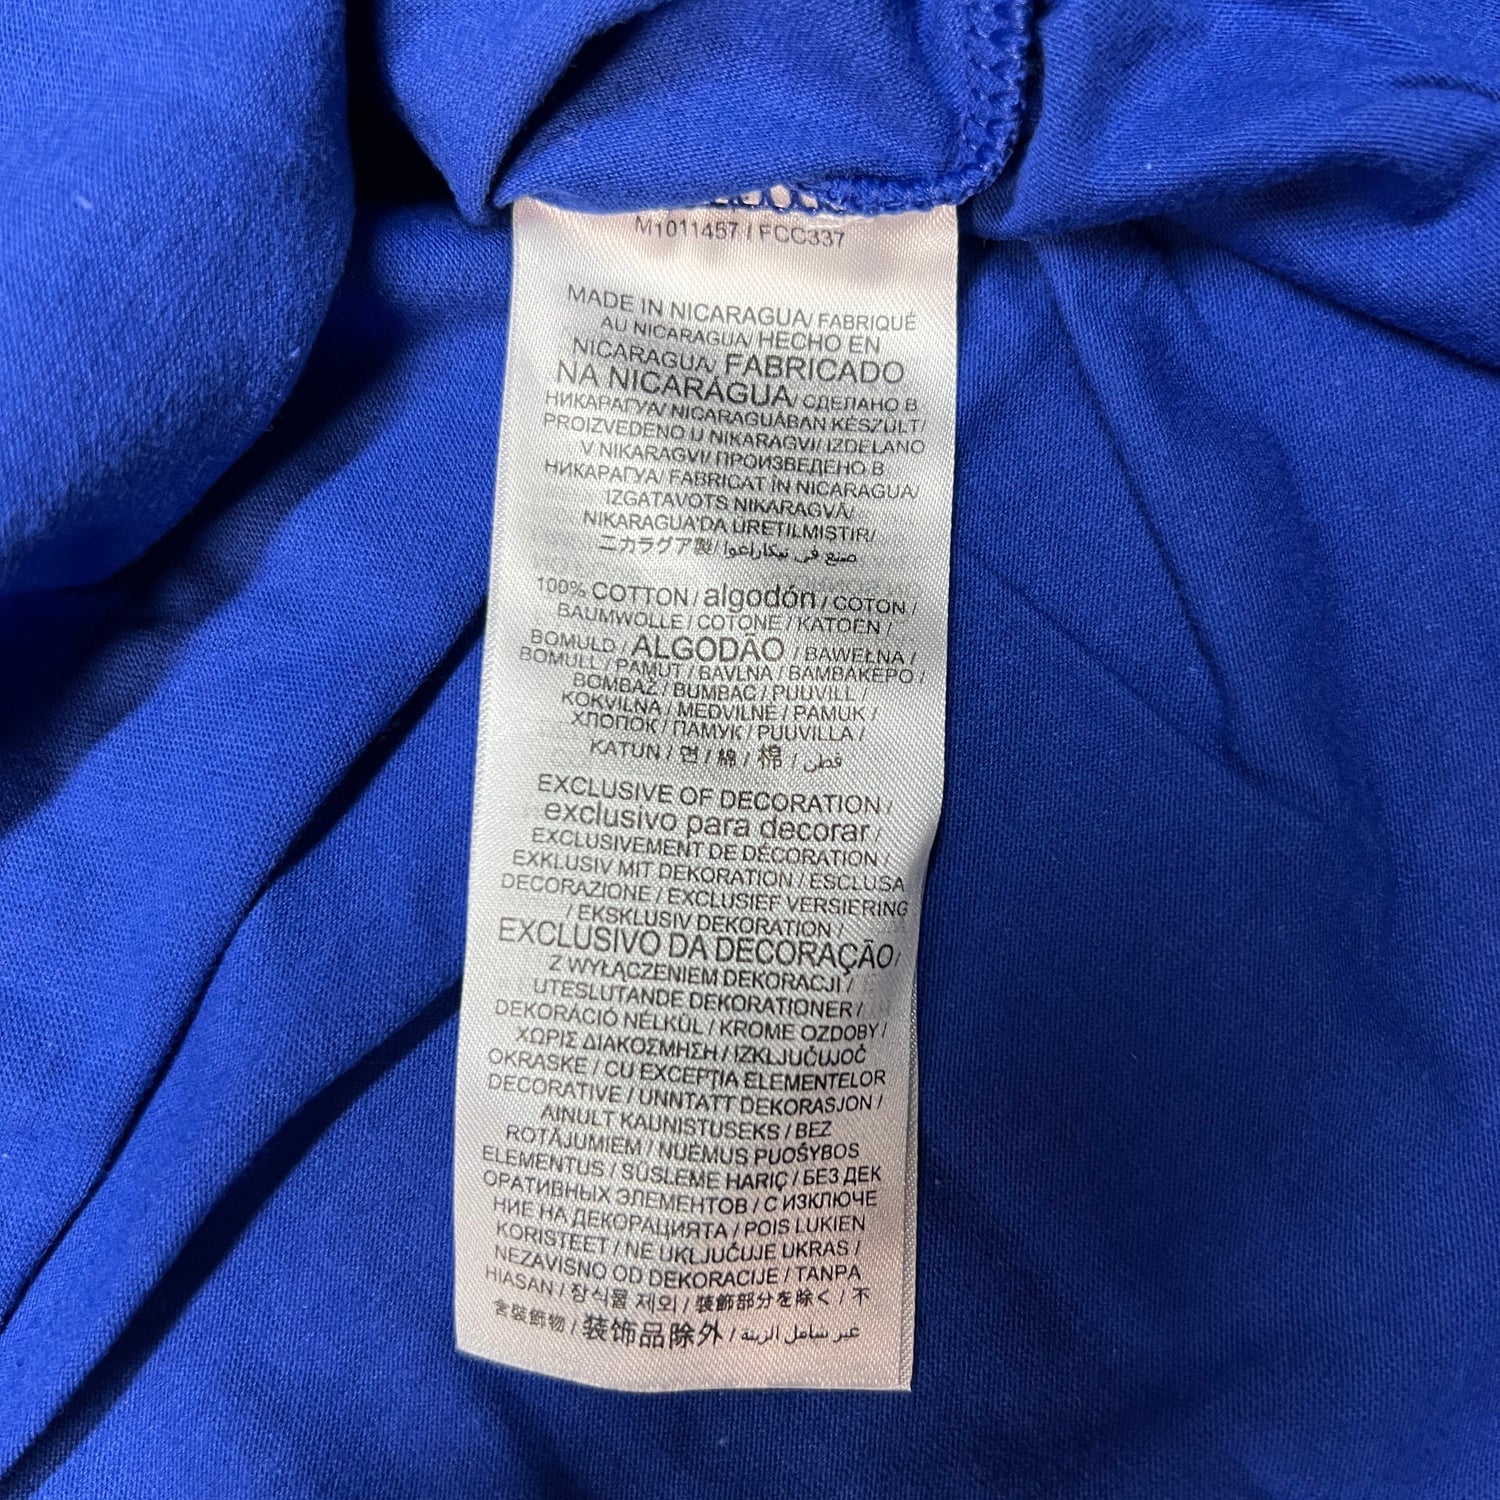 M1011457 / FCC337
MADE IN NICARAGUA/ FABRIQUÉ
AU NICARAGUA/ HECHO EN
NICARAGUA/ FABRICADO
NA NICARÁGUA/ СДЕЛАНО В
НИКАРАГУА/ NICARAGUÁBAN KÉSZÜLT/
PROIZVEDENO U NIKARAGVI/ IZDELANO
V NIKARAGVI/ ПРОИЗВЕДЕНО В
НИКАРАГУА/ FABRICAT IN NICARAGUA/
IZGATAVOTS NIKARAGVĀ/
NIKARAGUA'DA ÜRETILMISTIR/
ニカラグア製/ صنع في نيكاراغوا
100% COTTON / algodón / COTON /
BAUMWOLLE / COTONE / KATOEN /
BOMULD / ALGODÃO / BAWEŁNA /
BOMULL / PAMUT / BAVLNA / ΒΑΜΒΑΚΕΡΟ /
BOMBAŽ / BUMBAC / PUUVILL /
KOKVILNA / MEDVILNĖ / PAMUK /
ХЛОПОК / ПАМУК / PUUVILLA /
KATUN / 면 / 綿 / 棉 / قطن
EXCLUSIVE OF DECORATION /
exclusivo para decorar /
EXCLUSIVEMENT DE DÉCORATION /
EXKLUSIV MIT DEKORATION / ESCLUSA
DECORAZIONE / EXCLUSIEF VERSIERING
/ EKSKLUSIV DEKORATION /
EXCLUSIVO DA DECORAÇÃO/
Z WYŁĄCZENIEM DEKORACJI /
UTESLUTANDE DEKORATIONER /
DEKORÁCIÓ NÉLKÜL / KROMĚ OZDOBY /
ΧΩΡΙΣ ΔΙΑΚΟΣΜΗΣΗ / IZKLJUČUJOČ
OKRASKE / CU EXCEPŢIA ELEMENTELOR
DECORATIVE / UNNTATT DEKORASJON /
AINULT KAUNISTUSEKS / BEZ
ROTĀJUMIEM / NUĖMUS PUOŠYBOS
ELEMENTUS / SÜSLEME HARIÇ / БЕЗ ДЕК
ОРАТИВНЫХ ЭЛЕМЕНТОВ / С ИЗКЛЮЧЕ
НИЕ НА ДЕКОРАЦИЯТА / POIS LUKIEN
KORISTEET / NE UKLJUČUJE UKRAS /
NEZAVISNO OD DEKORACIJE / TANPA
HIASAN / 장식물 제외 / 装飾部分を除く / 不
含裝飾物 / 装饰品除外 / غير شامل الزينة